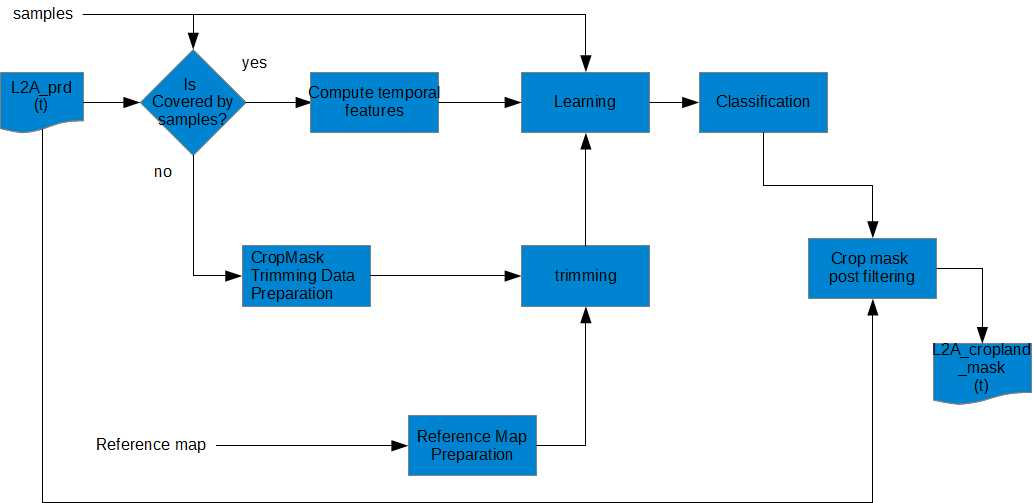 samples
yes
L2A_prd
(t)
Is
Covered by
samples?
Compute temporal
features
Learning
Classification
no
CropMask
Trimming Data
Preparation
trimming
Crop mask
post filtering
L2A_cropland
_mask
(t)
Reference map
Reference Map
Preparation